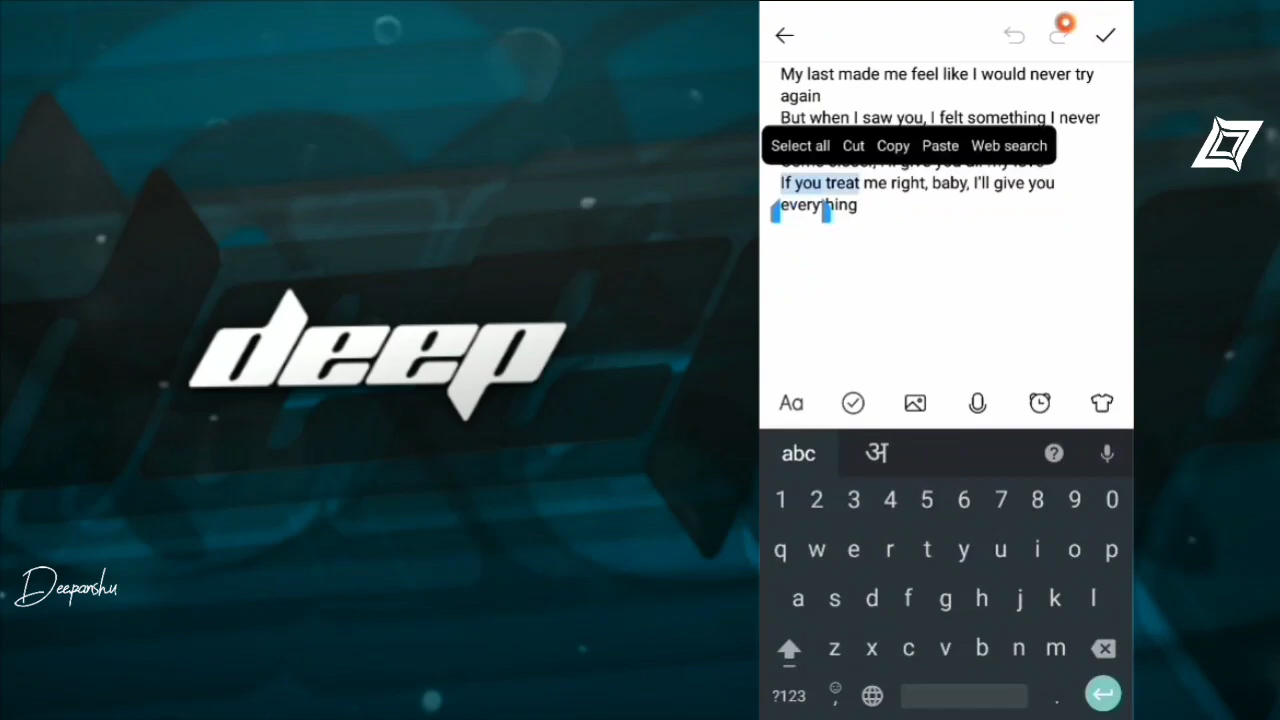 My last made me feel like I would never try
again
But when I saw you, I felt something I never
Select all Cut Copy Paste Web search
If you treat me right, baby, I'll give you
everything
deep
Deepanshu
Aa
abc अ ?
1 2 3 4 5 6 7 8 9 0
q w e r t y u i o p
a s d f g h j k l
z x c v b n m
?123 , .